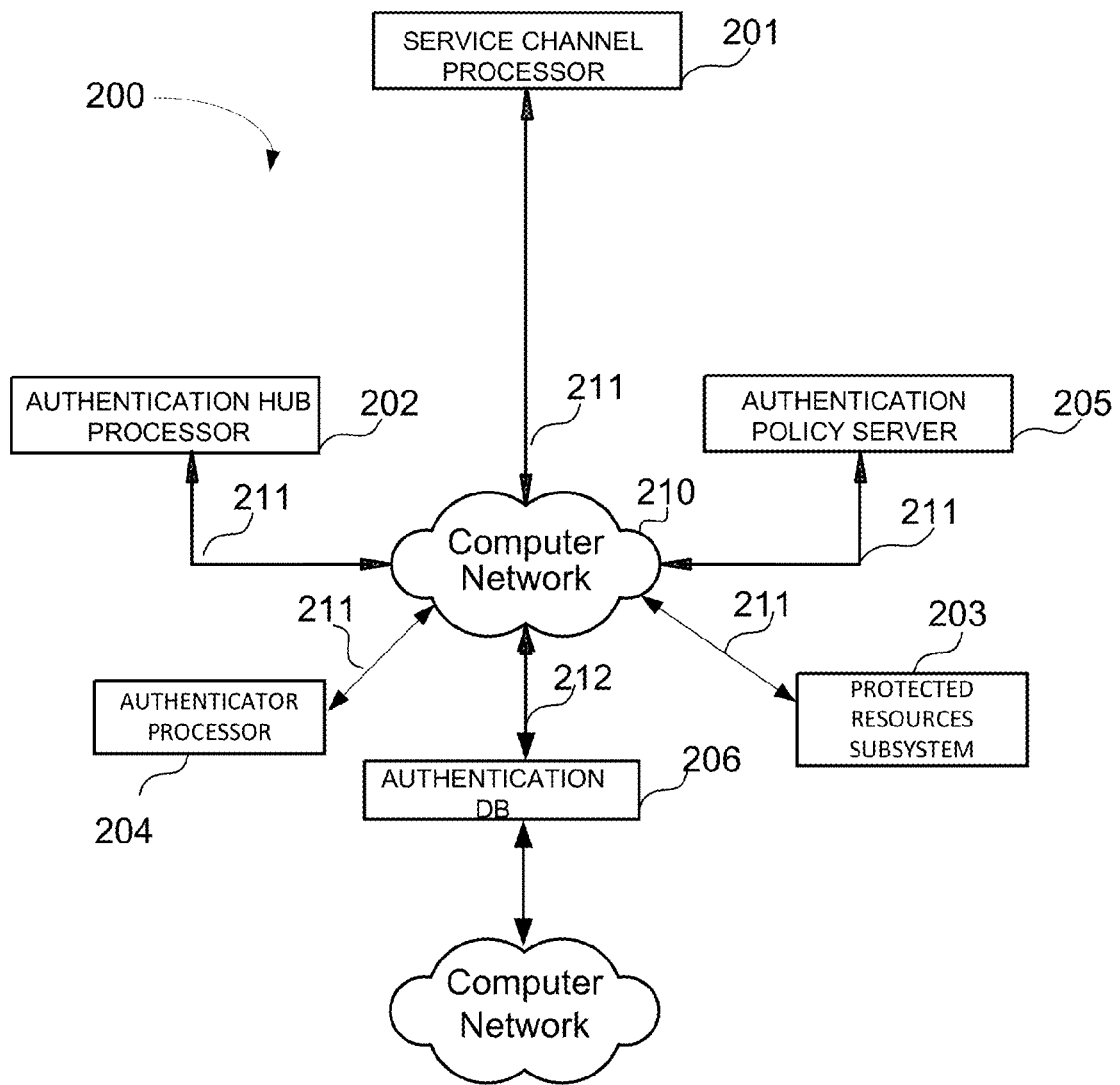 SERVICE CHANNEL
PROCESSOR
201
200
AUTHENTICATION HUB
PROCESSOR
202
211
AUTHENTICATION
POLICY SERVER
205
211
210
211
Computer
Network
211
211
203
AUTHENTICATOR
PROCESSOR
204
212
PROTECTED
RESOURCES
SUBSYSTEM
AUTHENTICATION
DB
206
Computer
Network